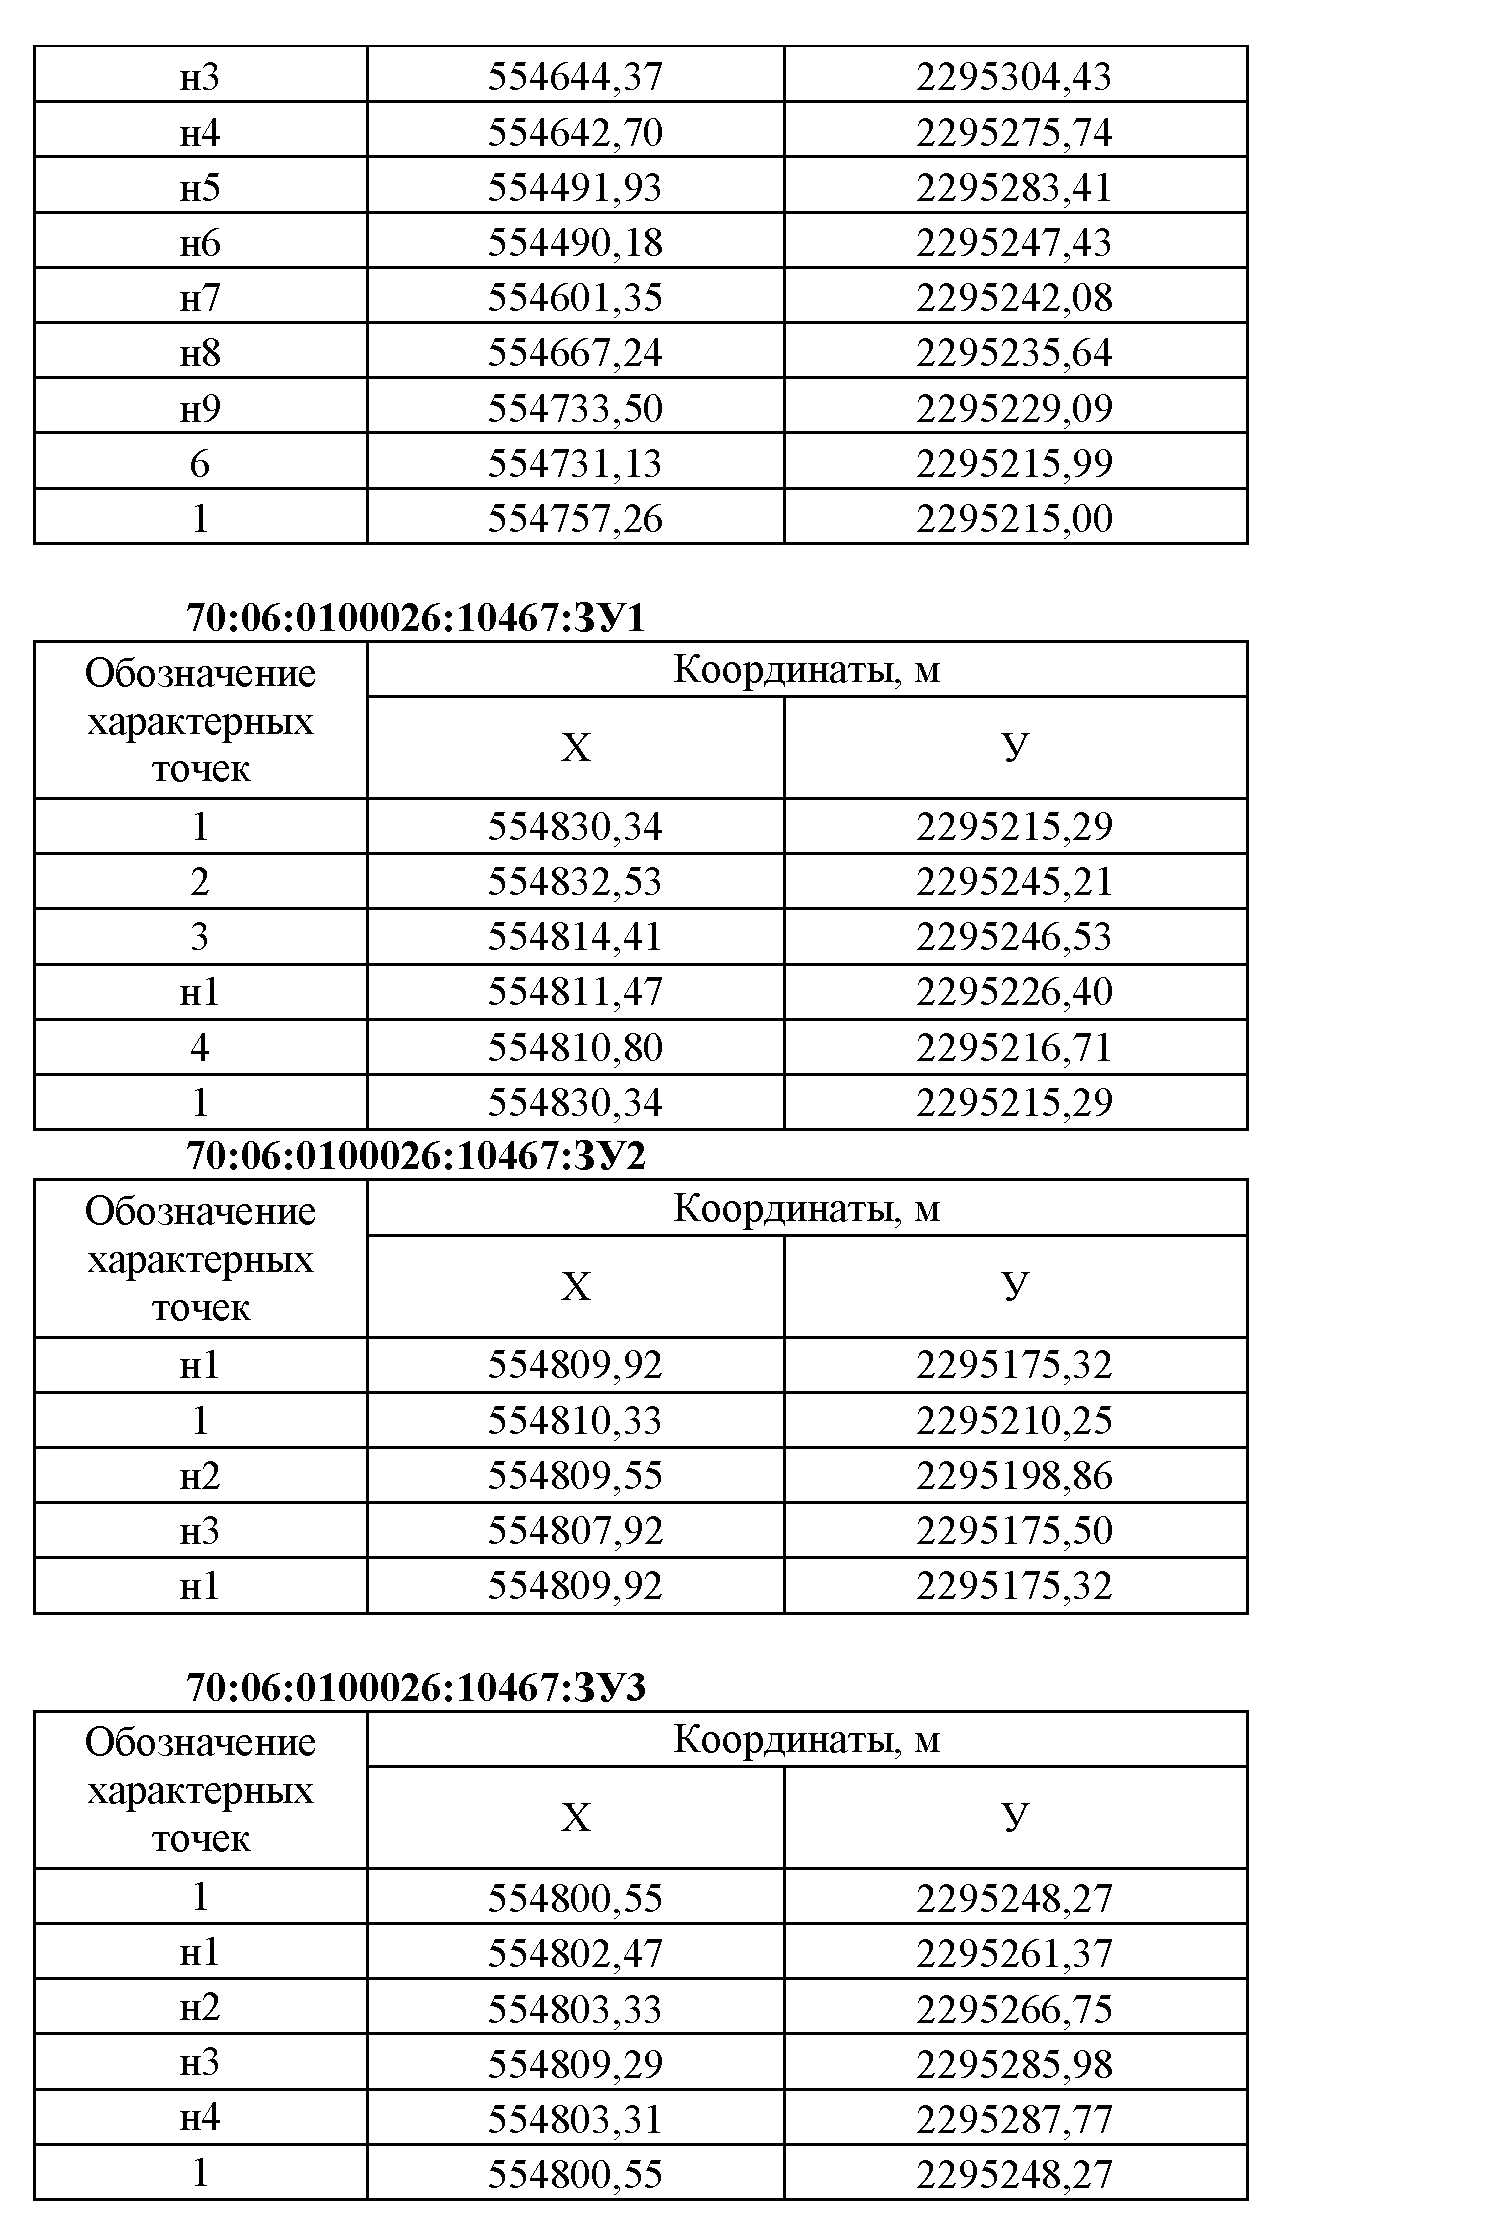 н3 554644,37 2295304,43
н4 554642,70 2295275,74
н5 554491,93 2295283,41
н6 554490,18 2295247,43
н7 554601,35 2295242,08
н8 554667,24 2295235,64
н9 554733,50 2295229,09
6 554731,13 2295215,99
1 554757,26 2295215,00
70:06:0100026:10467:ЗУ1
Обозначение
характерных
точек
Координаты, м
Х У
1 554830,34 2295215,29
2 554832,53 2295245,21
3 554814,41 2295246,53
н1 554811,47 2295226,40
4 554810,80 2295216,71
1 554830,34 2295215,29
70:06:0100026:10467:ЗУ2
Обозначение
характерных
точек
Координаты, м
Х У
н1 554809,92 2295175,32
1 554810,33 2295210,25
н2 554809,55 2295198,86
н3 554807,92 2295175,50
н1 554809,92 2295175,32
70:06:0100026:10467:ЗУ3
Обозначение
характерных
точек
Координаты, м
Х У
1 554800,55 2295248,27
н1 554802,47 2295261,37
н2 554803,33 2295266,75
н3 554809,29 2295285,98
н4 554803,31 2295287,77
1 554800,55 2295248,27